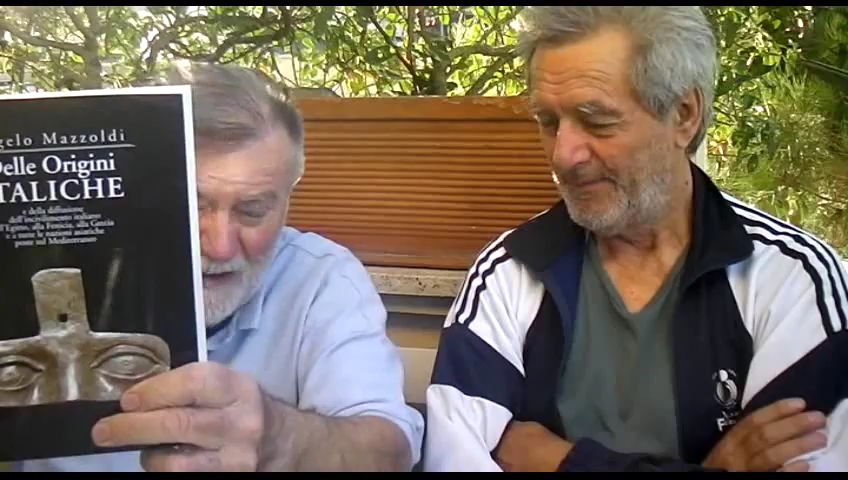 gelo Mazzoldi
Delle Origini
TALICHE
e della diffusione
dell'incivilimento italiano
all'Egitto, alla Fenicia, alla Grecia
e a tutte le nazioni asiatiche
poste sul Mediterraneo